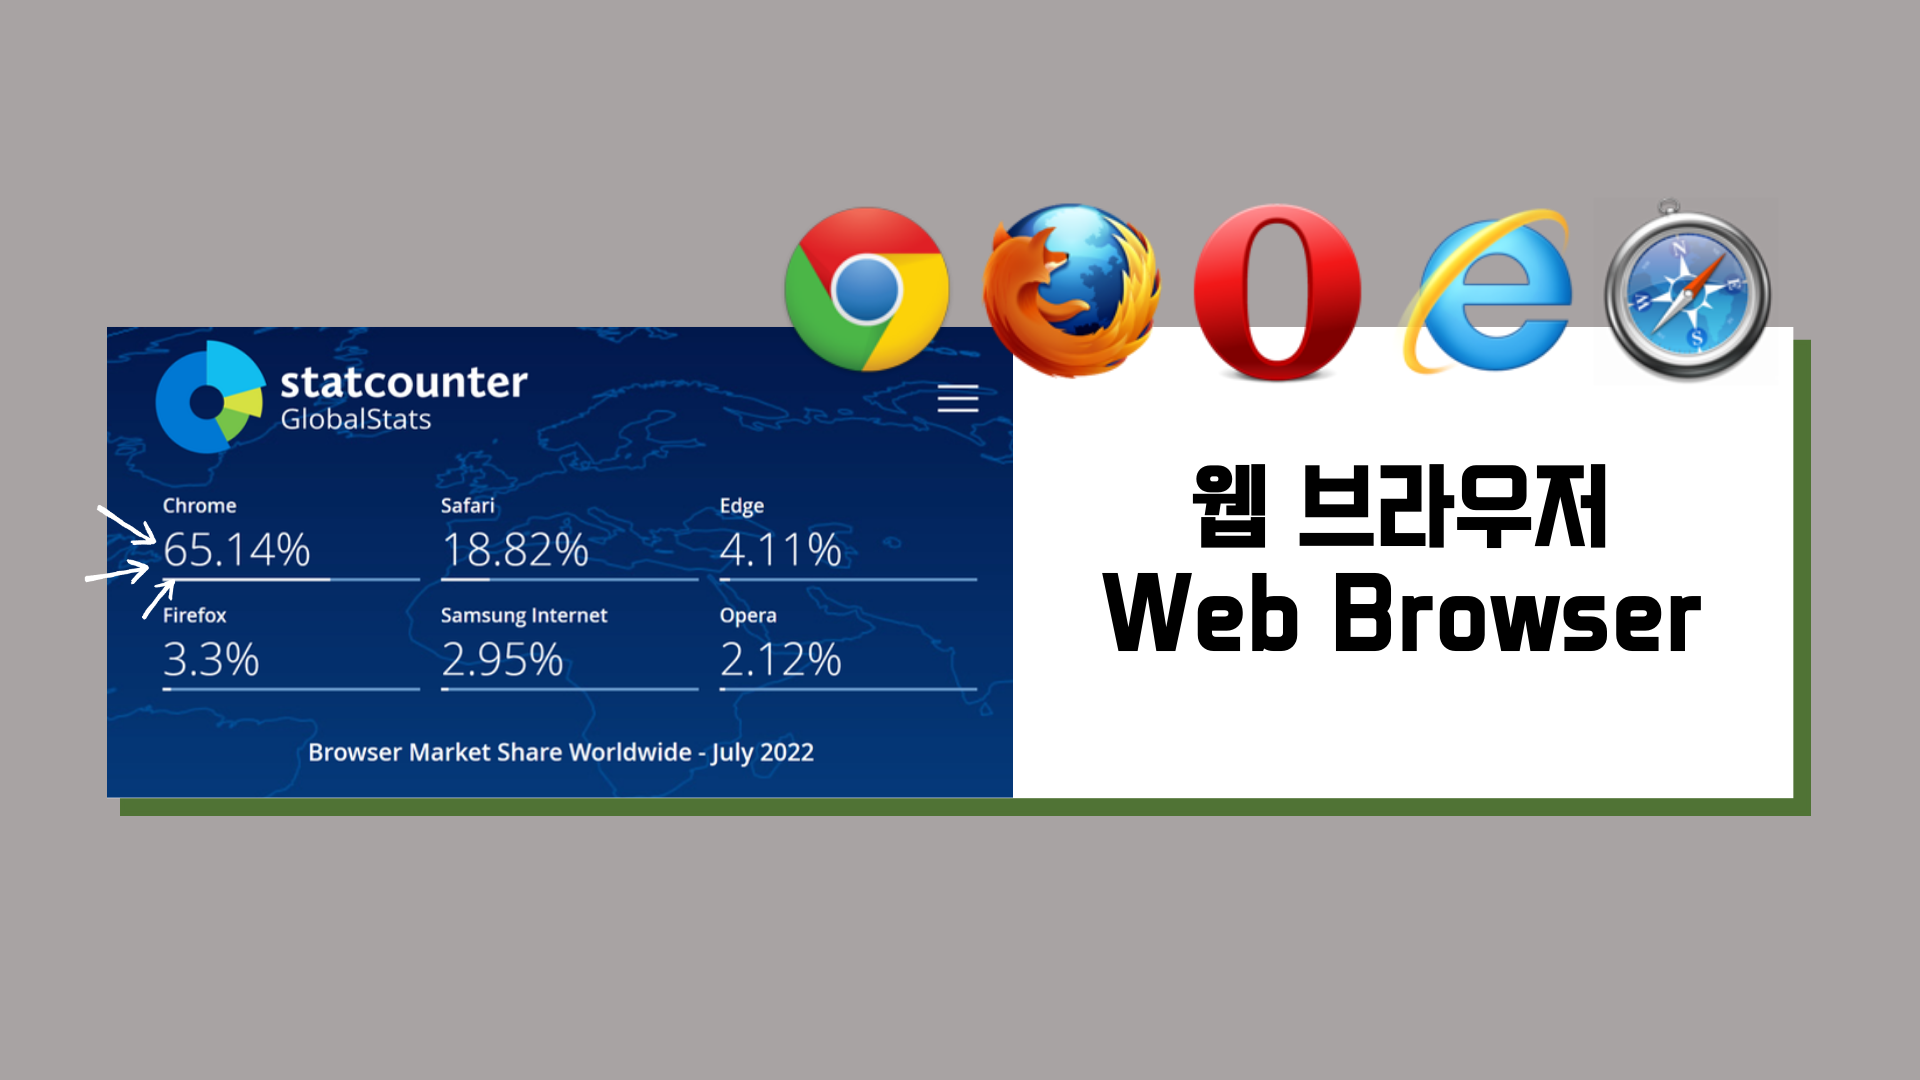 statcounter
GlobalStats
Chrome
65.14%
Safari
18.82%
Edge
4.11%
Firefox
3.3%
Samsung Internet
2.95%
Opera
2.12%
Browser Market Share Worldwide - July 2022
N
E
S
W
웹 브라우저
Web Browser